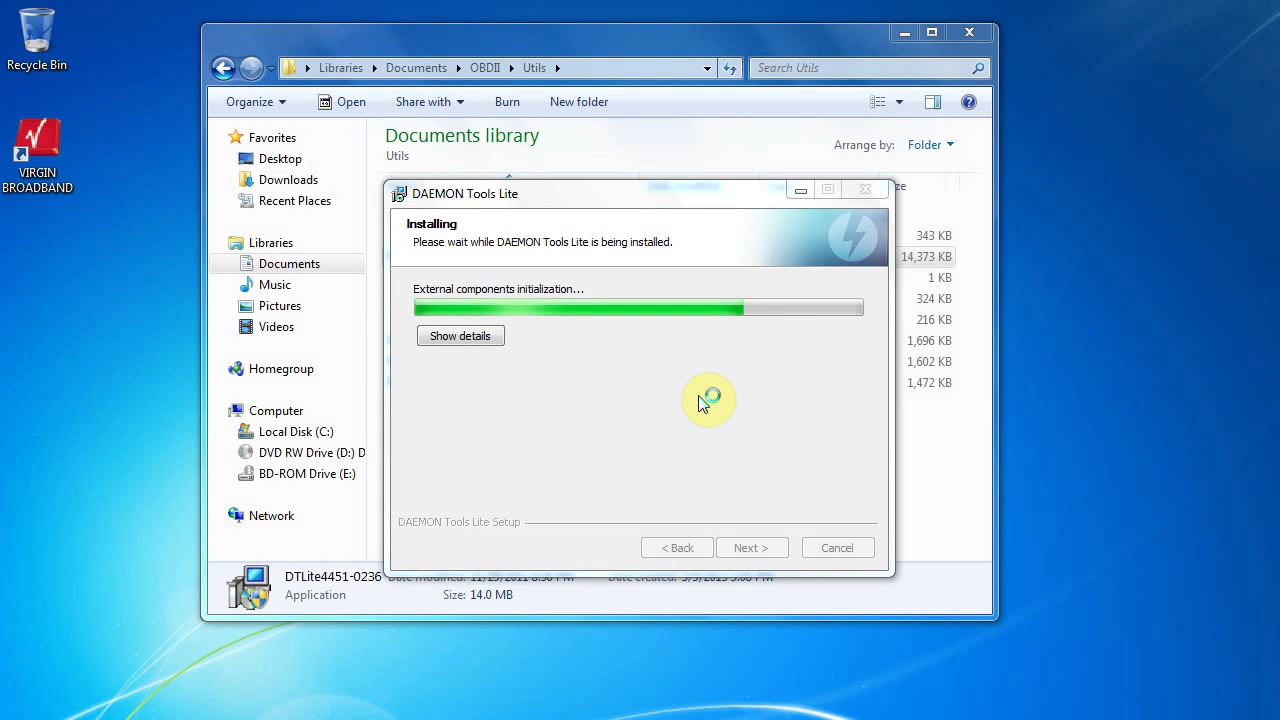 Recycle Bin
VIRGIN
BROADBAND
Libraries
Documents
OBDII
Utils
Search Utils
Organize
Open
Share with
Burn
New folder
Favorites
Desktop
Downloads
Recent Places
Libraries
Documents
Music
Pictures
Videos
Homegroup
Computer
Local Disk (C:)
DVD RW Drive (D:) D
BD-ROM Drive (E:)
Network
Documents library
Utils
Arrange by: Folder
343 KB
14,373 KB
1 KB
324 KB
216 KB
1,696 KB
1,602 KB
1,472 KB
DAEMON Tools Lite
Installing
Please wait while DAEMON Tools Lite is being installed.
External components initialization...
Show details
DAEMON Tools Lite Setup
< Back
Next >
Cancel
DTLite4451-0236
Application
Size: 14.0 MB